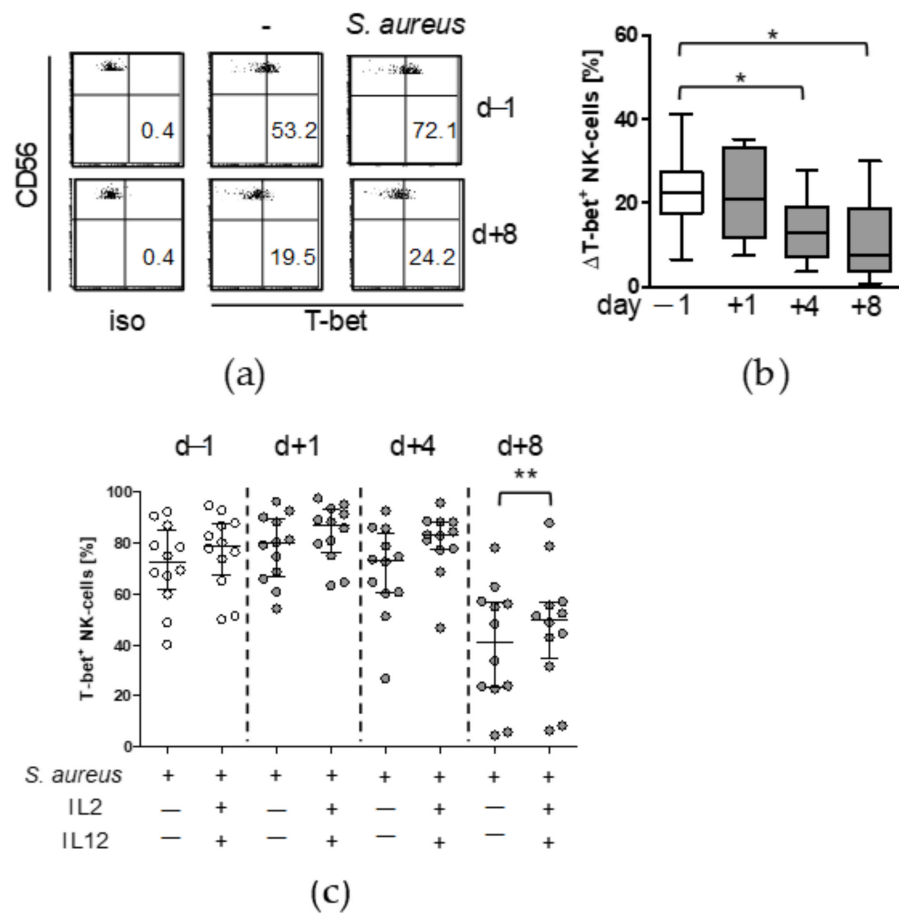 - S. aureus
CD56
0.4 53.2 72.1 d–1
0.4 19.5 24.2 d+8
iso T-bet
(a)
ΔT-bet⁺ NK-cells [%]
60
40
20
0
* 
*
day –1 +1 +4 +8
(b)
d–1 d+1 d+4 d+8
**
T-bet⁺ NK-cells [%]
100
80
60
40
20
0
S. aureus + + + + + + + +
IL2 — + — + — + — +
IL12 — + — + — + — +
(c)